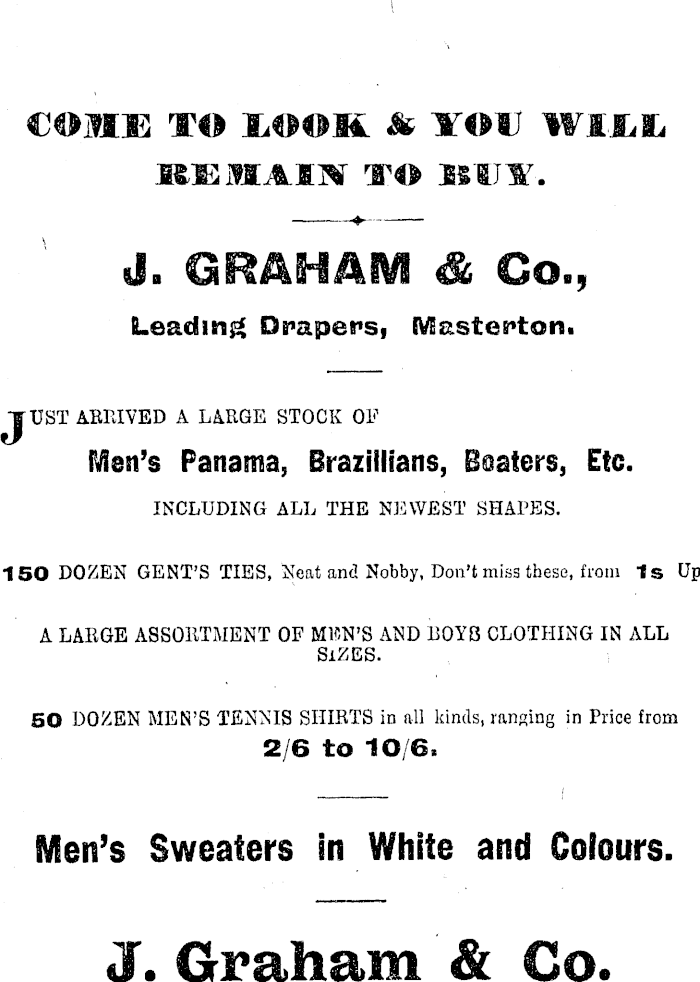 COME TO LOOK & YOU WILL
REMAIN TO BUY.
J. GRAHAM & Co.,
Leading Drapers, Masterton.
JUST ARRIVED A LARGE STOCK OF
Men's Panama, Brazillians, Boaters, Etc.
INCLUDING ALL THE NEWEST SHAPES.
150 DOZEN GENT'S TIES, Neat and Nobby, Don't miss these, from 1s Up
A LARGE ASSORTMENT OF MEN'S AND BOYS CLOTHING IN ALL
SIZES.
50 DOZEN MEN'S TENNIS SHIRTS in all kinds, ranging in Price from
2/6 to 10/6.
Men's Sweaters in White and Colours.
J. Graham & Co.